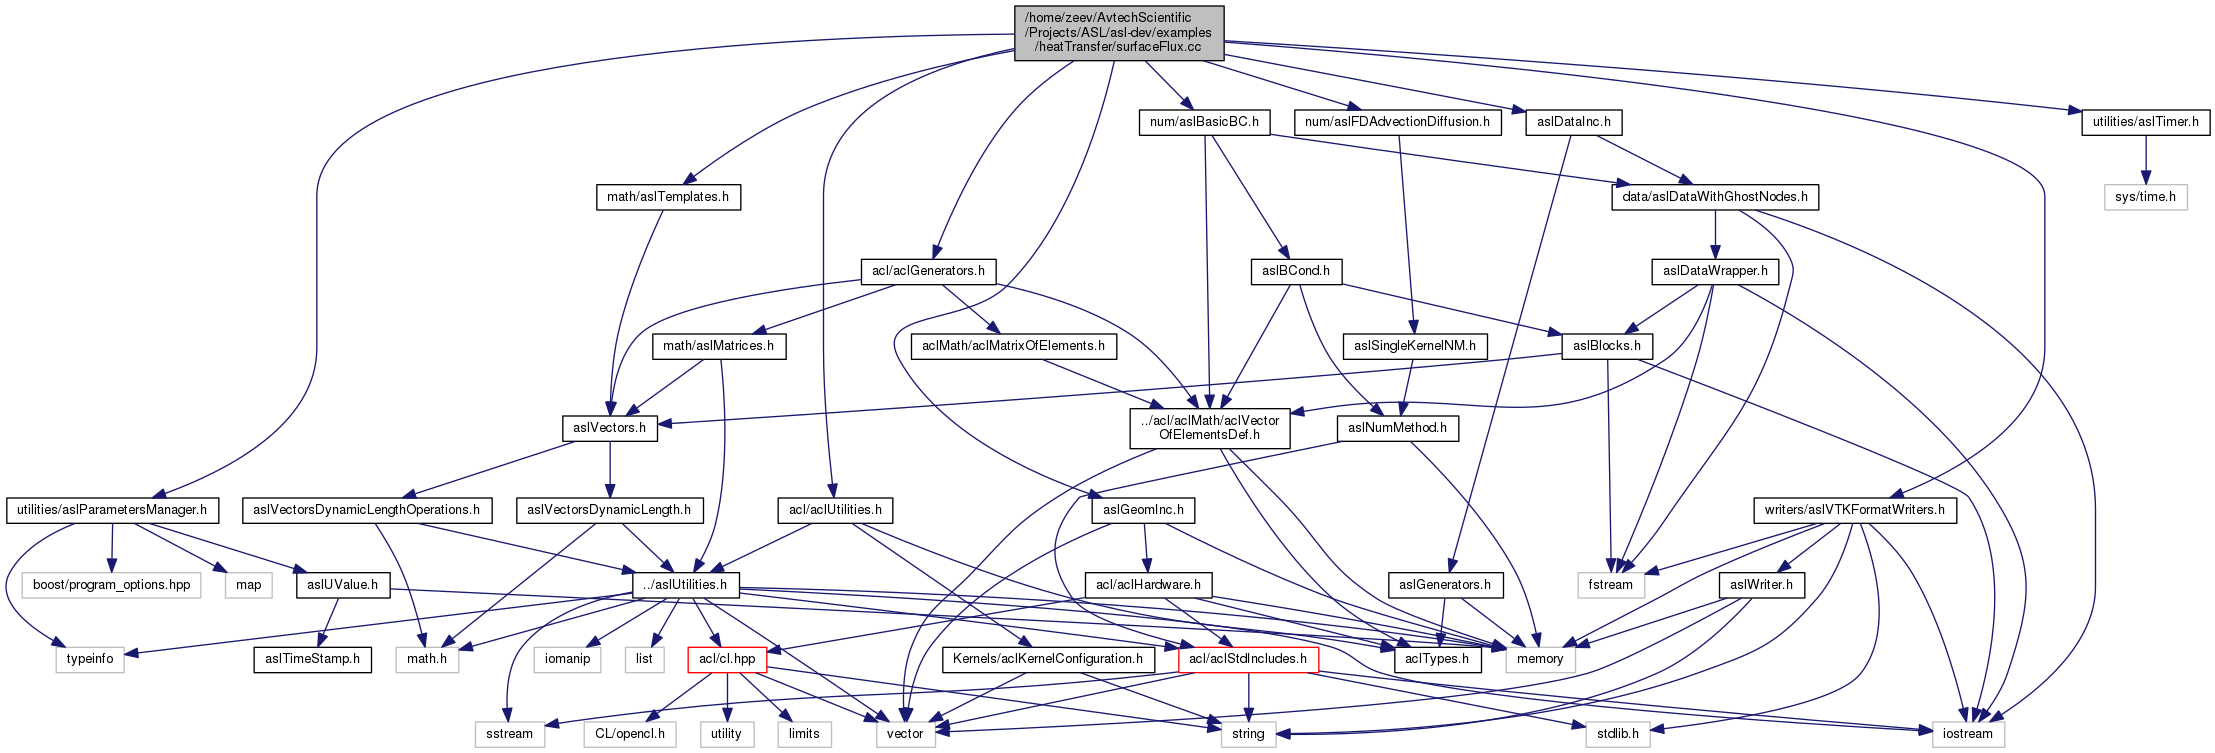 /home/zeev/AvtechScientific
/Projects/ASL/asl-dev/examples
/heatTransfer/surfaceFlux.cc
num/aslBasicBC.h
num/aslFDAdvectionDiffusion.h
aslDataInc.h
utilities/aslTimer.h
math/aslTemplates.h
data/aslDataWithGhostNodes.h
sys/time.h
acl/aclGenerators.h
aslBCond.h
aslDataWrapper.h
math/aslMatrices.h
aclMath/aclMatrixOfElements.h
aslSingleKernelNM.h
aslBlocks.h
aslVectors.h
../acl/aclMath/aclVector
OfElementsDef.h
aslNumMethod.h
utilities/aslParametersManager.h
aslVectorsDynamicLengthOperations.h
aslVectorsDynamicLength.h
acl/aclUtilities.h
aslGeomInc.h
writers/aslVTKFormatWriters.h
boost/program_options.hpp
map
aslUValue.h
../aslUtilities.h
acl/aclHardware.h
aslGenerators.h
fstream
aslWriter.h
typeinfo
aslTimeStamp.h
math.h
iomanip
list
acl/cl.hpp
Kernels/aclKernelConfiguration.h
acl/aclStdIncludes.h
aclTypes.h
memory
sstream
CL/opencl.h
utility
limits
vector
string
stdlib.h
iostream